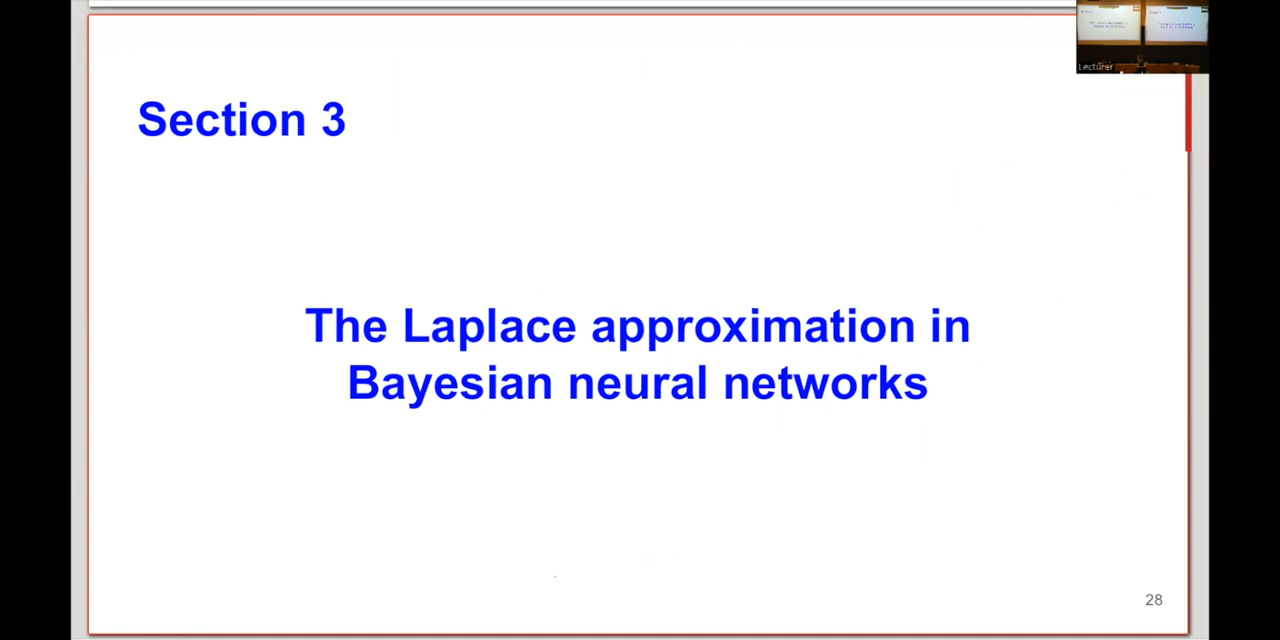 Section 3
The Laplace approximation in
Bayesian neural networks
28
Lecturer